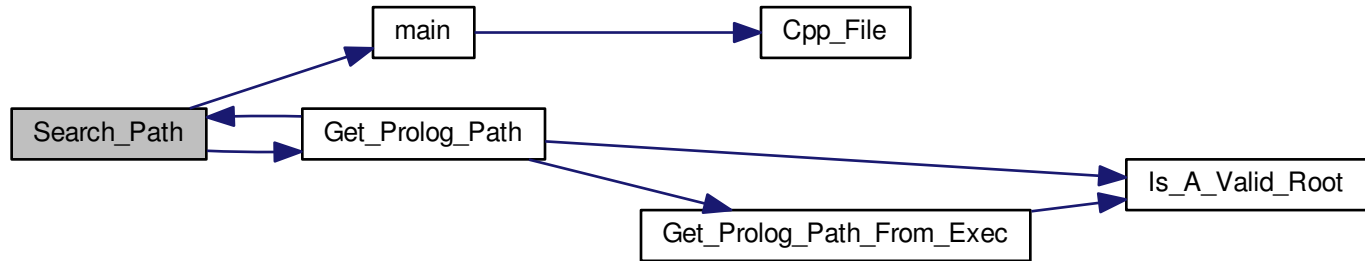 main
Cpp_File
Search_Path
Get_Prolog_Path
Is_A_Valid_Root
Get_Prolog_Path_From_Exec